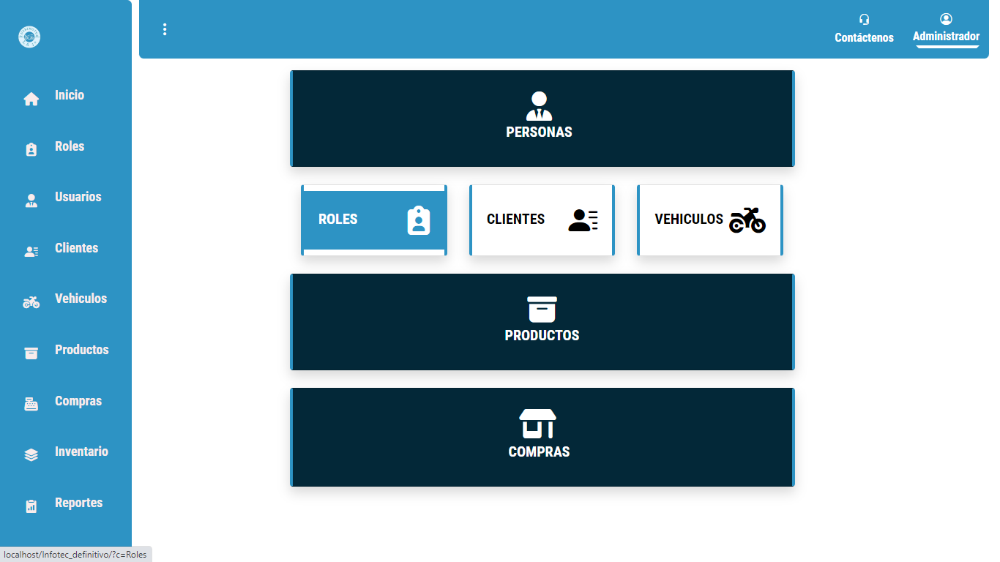 Contáctenos
Administrador
Inicio
Roles
Usuarios
Clientes
Vehiculos
Productos
Compras
Inventario
Reportes
PERSONAS
ROLES
CLIENTES
VEHICULOS
PRODUCTOS
COMPRAS
localhost/Infotec_definitivo/?c=Roles